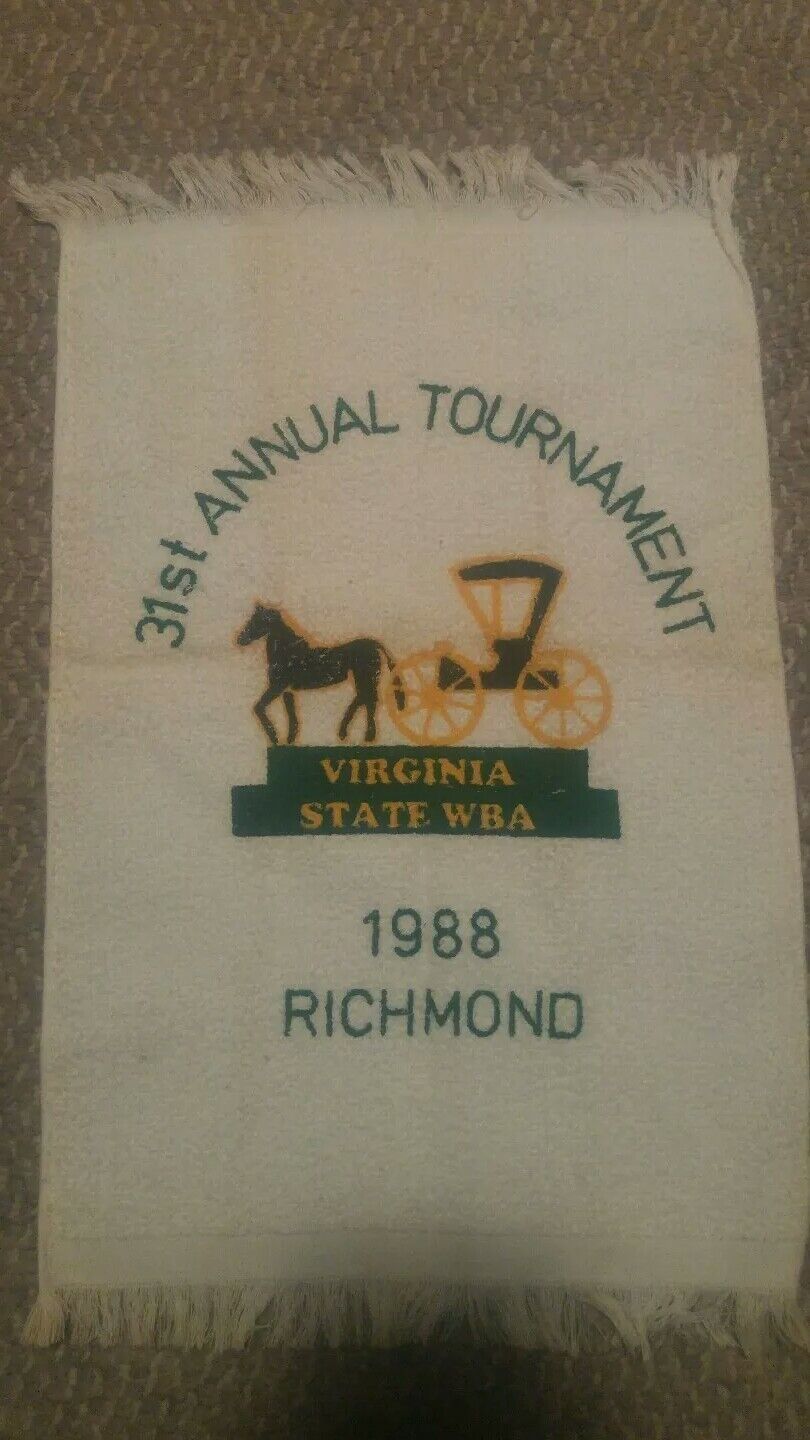 31st ANNUAL TOURNAMENT
VIRGINIA
STATE WBA
1988
RICHMOND